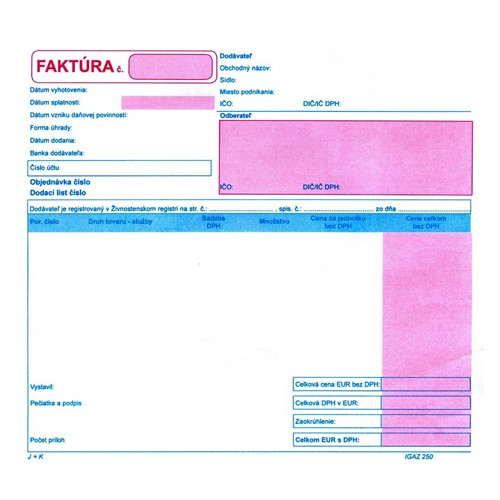 FAKTÚRA č.
Dátum vyhotovenia:
Dátum splatnosti:
Dátum vzniku daňovej povinnosti:
Forma úhrady:
Dátum dodania:
Banka dodávateľa:
Číslo účtu
Objednávka číslo
Dodací list číslo
Dodávateľ
Obchodný názov:
Sídlo:
Miesto podnikania:
IČO: DIČ/IČ DPH:
Odberateľ
IČO: DIČ/IČ DPH:
Dodávateľ je registrovaný v Živnostenskom registri na str. č.: , spis. č.: zo dňa
Por. číslo Druh tovaru - služby Sadzba DPH Množstvo Cena za jednotku bez DPH Cena celkom bez DPH
Vystavil: Celková cena EUR bez DPH:
Pečiatka a podpis Celková DPH v EUR:
Zaokrúhlenie:
Počet príloh Celkom EUR s DPH:
J + K IGAZ 250